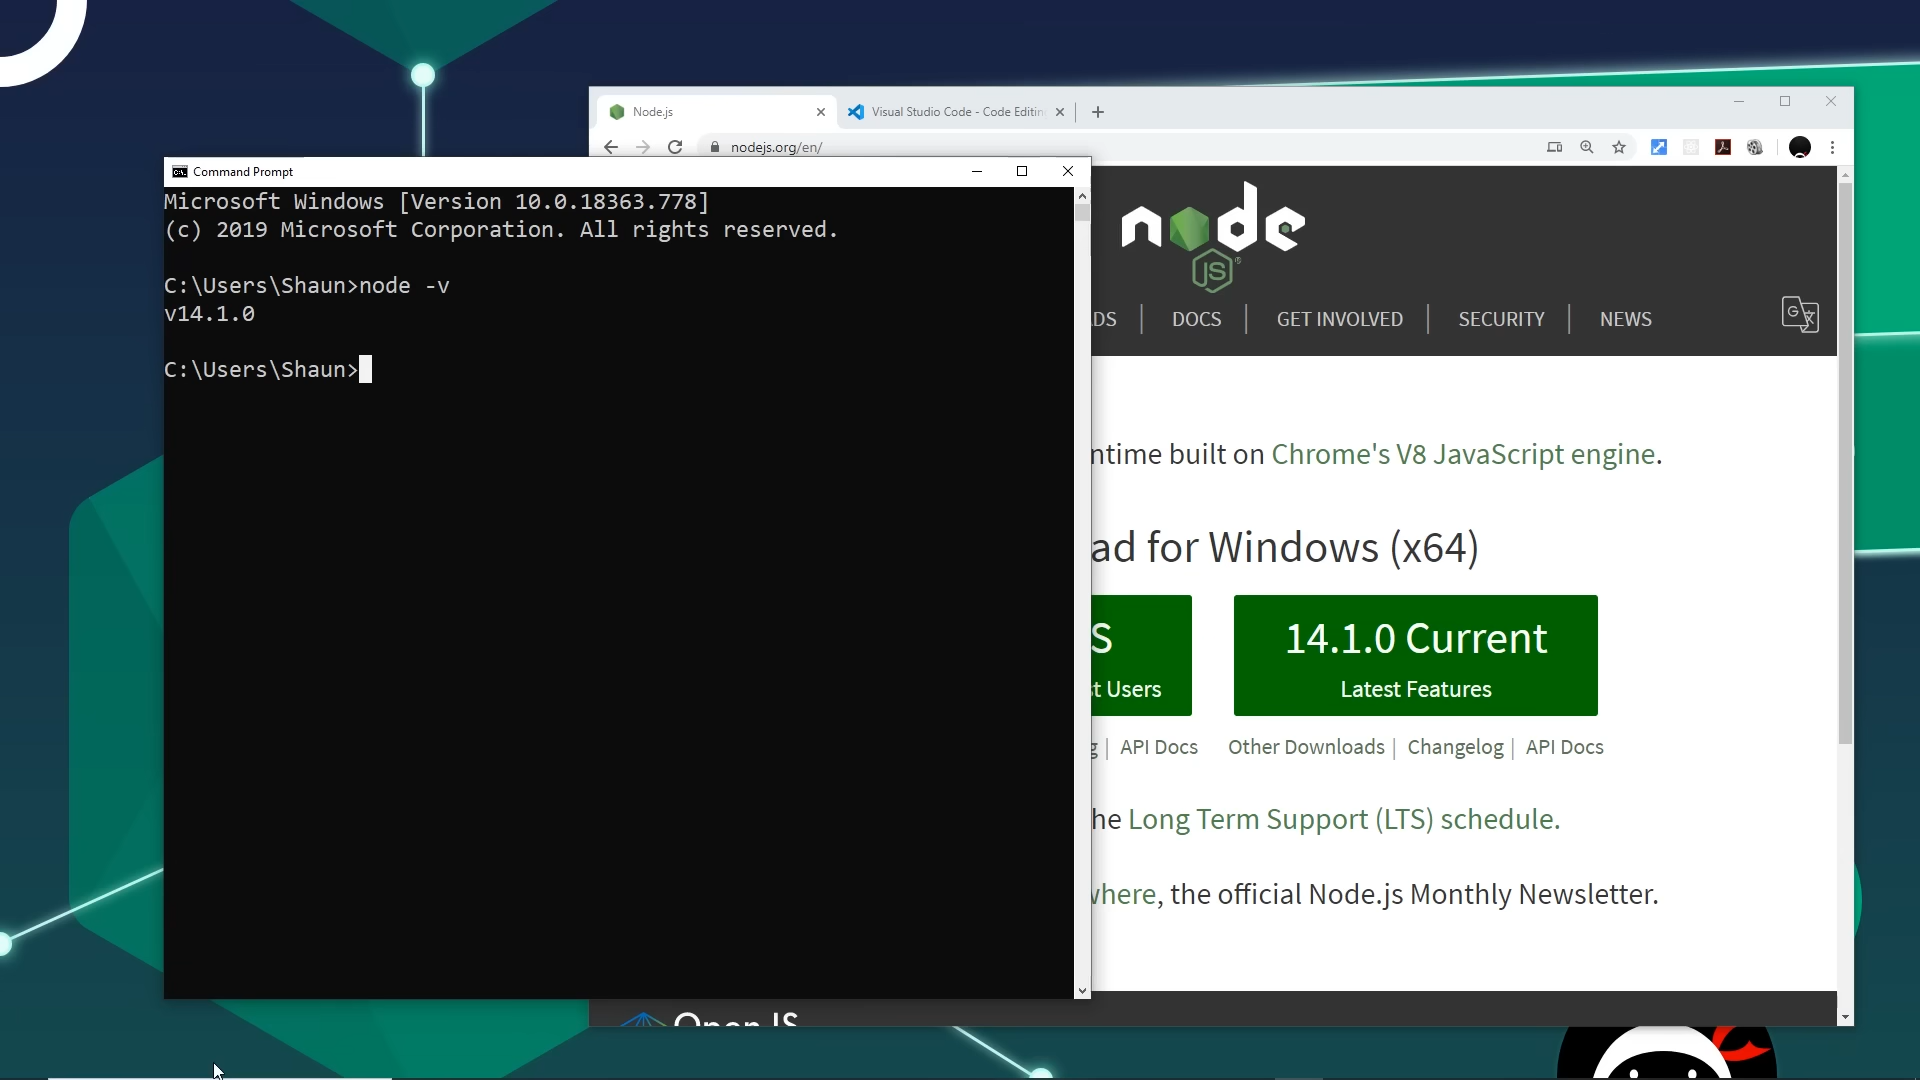 Node.js
Visual Studio Code - Code Editin
nodejs.org/en/
Command Prompt
Microsoft Windows [Version 10.0.18363.778]
(c) 2019 Microsoft Corporation. All rights reserved.
C:\Users\Shaun>node -v
v14.1.0
C:\Users\Shaun>
node
JS
DS | DOCS | GET INVOLVED | SECURITY | NEWS
ntime built on Chrome's V8 JavaScript engine.
ad for Windows (x64)
S
t Users
14.1.0 Current
Latest Features
g | API Docs
Other Downloads | Changelog | API Docs
he Long Term Support (LTS) schedule.
where, the official Node.js Monthly Newsletter.
OpenJS